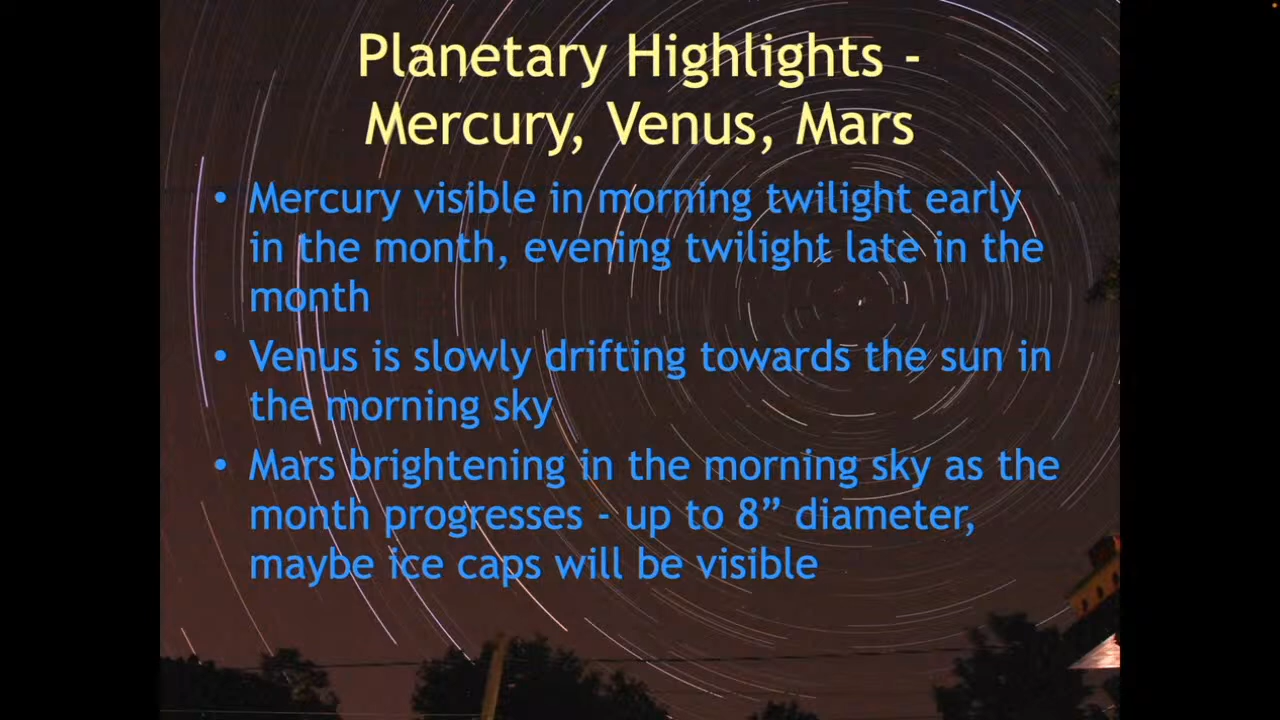 Planetary Highlights -
Mercury, Venus, Mars
• Mercury visible in morning twilight early
in the month, evening twilight late in the
month
• Venus is slowly drifting towards the sun in
the morning sky
• Mars brightening in the morning sky as the
month progresses - up to 8” diameter,
maybe ice caps will be visible